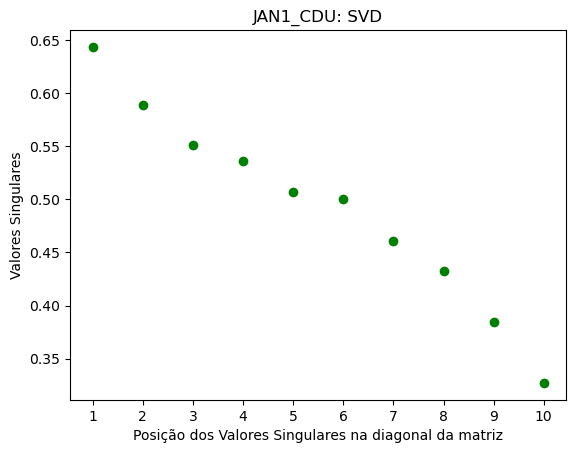 JAN1_CDU: SVD
Valores Singulares
0.65
0.60
0.55
0.50
0.45
0.40
0.35
1 2 3 4 5 6 7 8 9 10
Posição dos Valores Singulares na diagonal da matriz